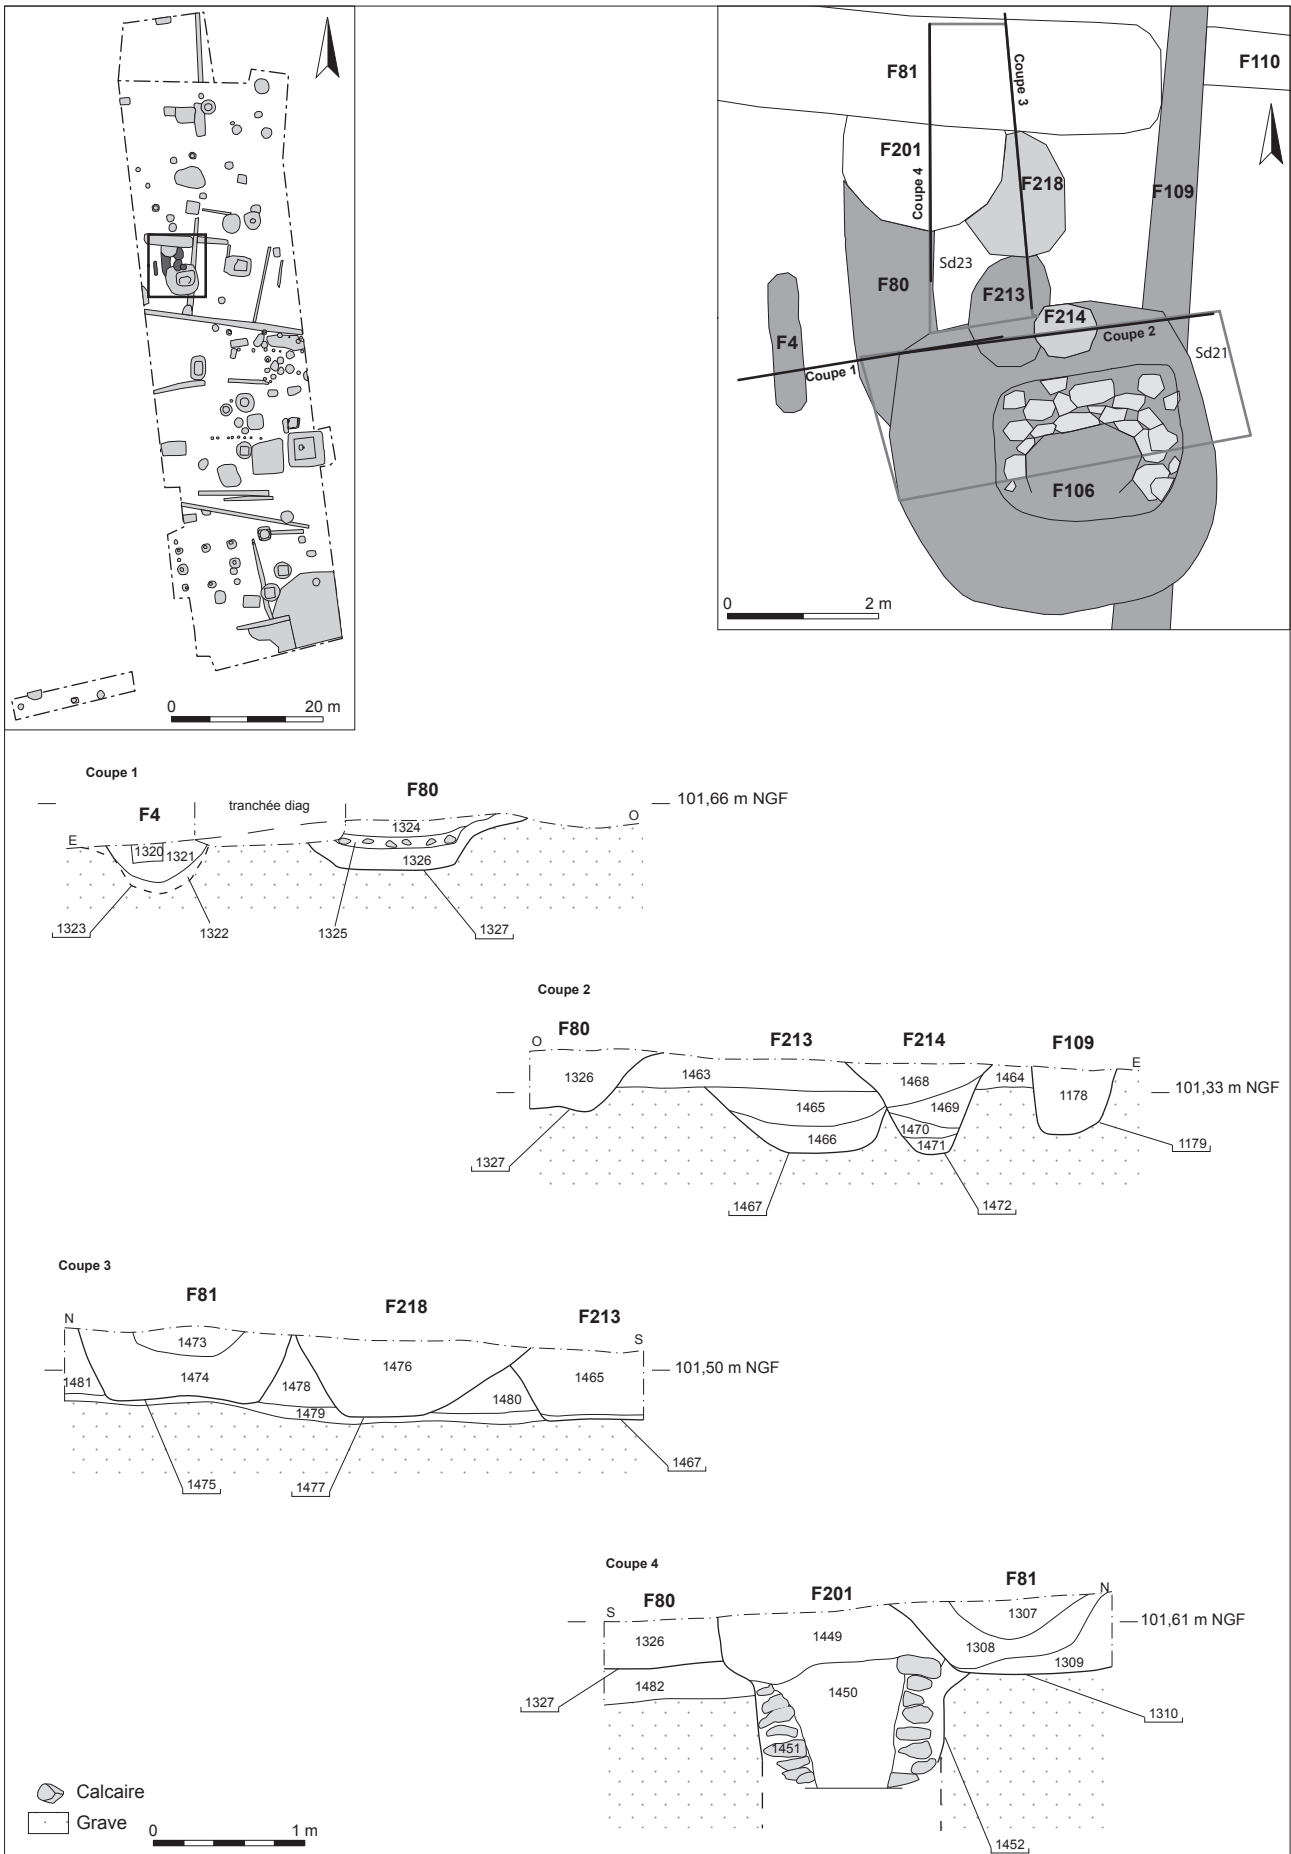 0 20 m
F81
Coupe 3
F110
F201
Coupe 4
F218
F109
Sd23
F80
F213
F214
F4
Coupe 2
Coupe 1
Sd21
F106
0 2 m
Coupe 1
F80
F4
tranchée diag
101,66 m NGF
E
O
1324
1320
1321
1326
1323
1322
1325
1327
Coupe 2
F80
F213
F214
F109
O
E
1326
1463
1468
1464
1178
101,33 m NGF
1465
1469
1470
1466
1471
1327
1179
1467
1472
Coupe 3
F81
F218
F213
N
S
1473
1476
101,50 m NGF
1481
1474
1478
1465
1480
1479
1467
1475
1477
Coupe 4
F80
F201
F81
S
N
1307
101,61 m NGF
1326
1449
1308
1309
1482
1450
1327
1310
1451
1452
Calcaire
Grave
0 1 m